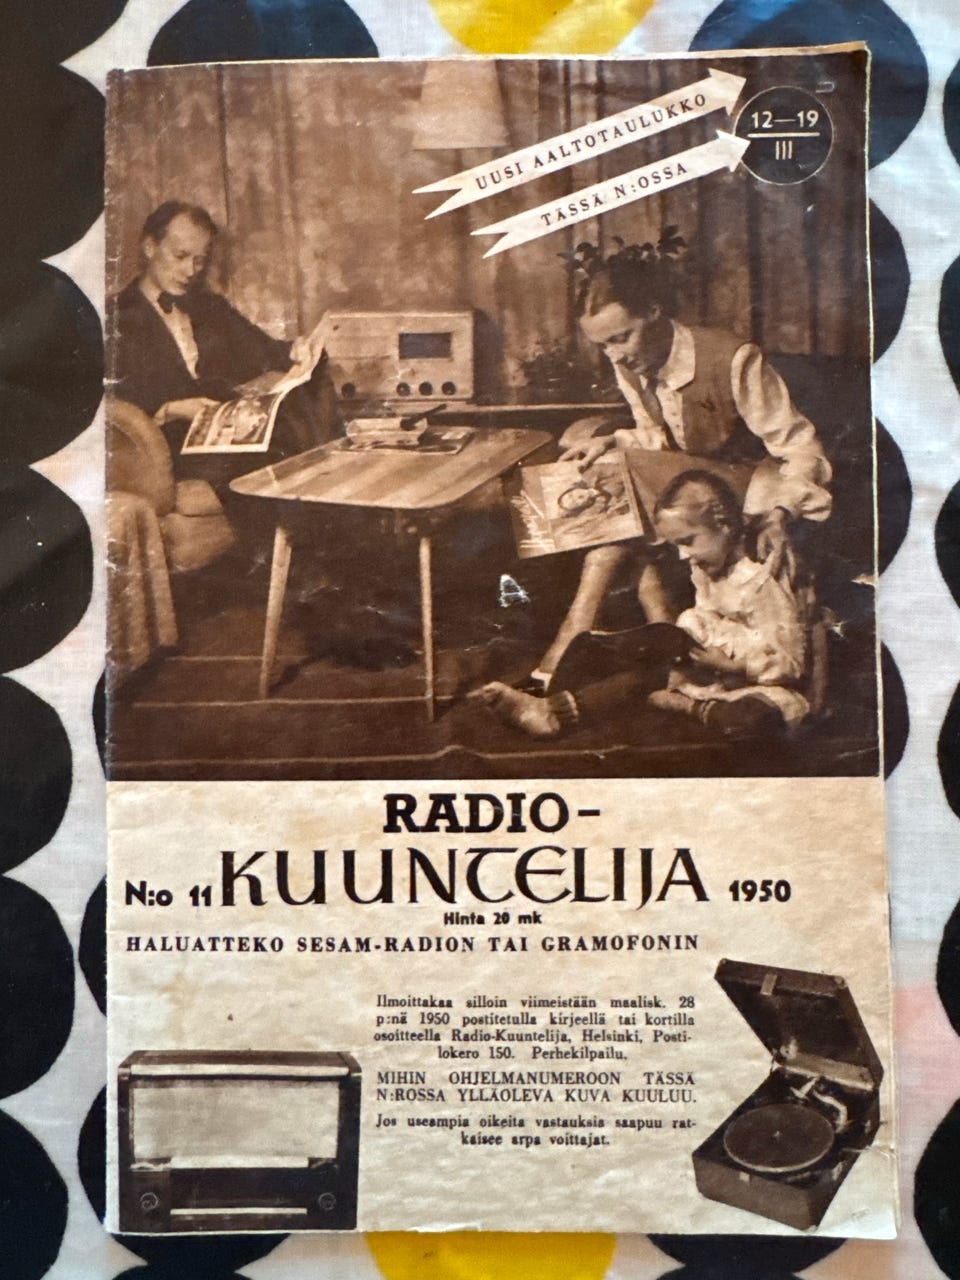 UUSI AALTOTAULUKKO
TÄSSÄ N:OSSA
12—19
III
RADIO-
KUUNTELIJA
N:o 11
1950
Hinta 20 mk
HALUATTEKO SESAM-RADION TAI GRAMOFONIN
Ilmoittakaa silloin viimeistään maalisk. 28
p:nä 1950 postitetulla kirjeellä tai kortilla
osoitteella Radio-Kuuntelija, Helsinki, Posti-
lokero 150. Perhekilpailu.
MIHIN OHJELMANUMEROON TÄSSÄ
N:ROSSA YLLÄOLEVA KUVA KUULUU.
Jos useampia oikeita vastauksia saapuu rat-
kaisee arpa voittajat.